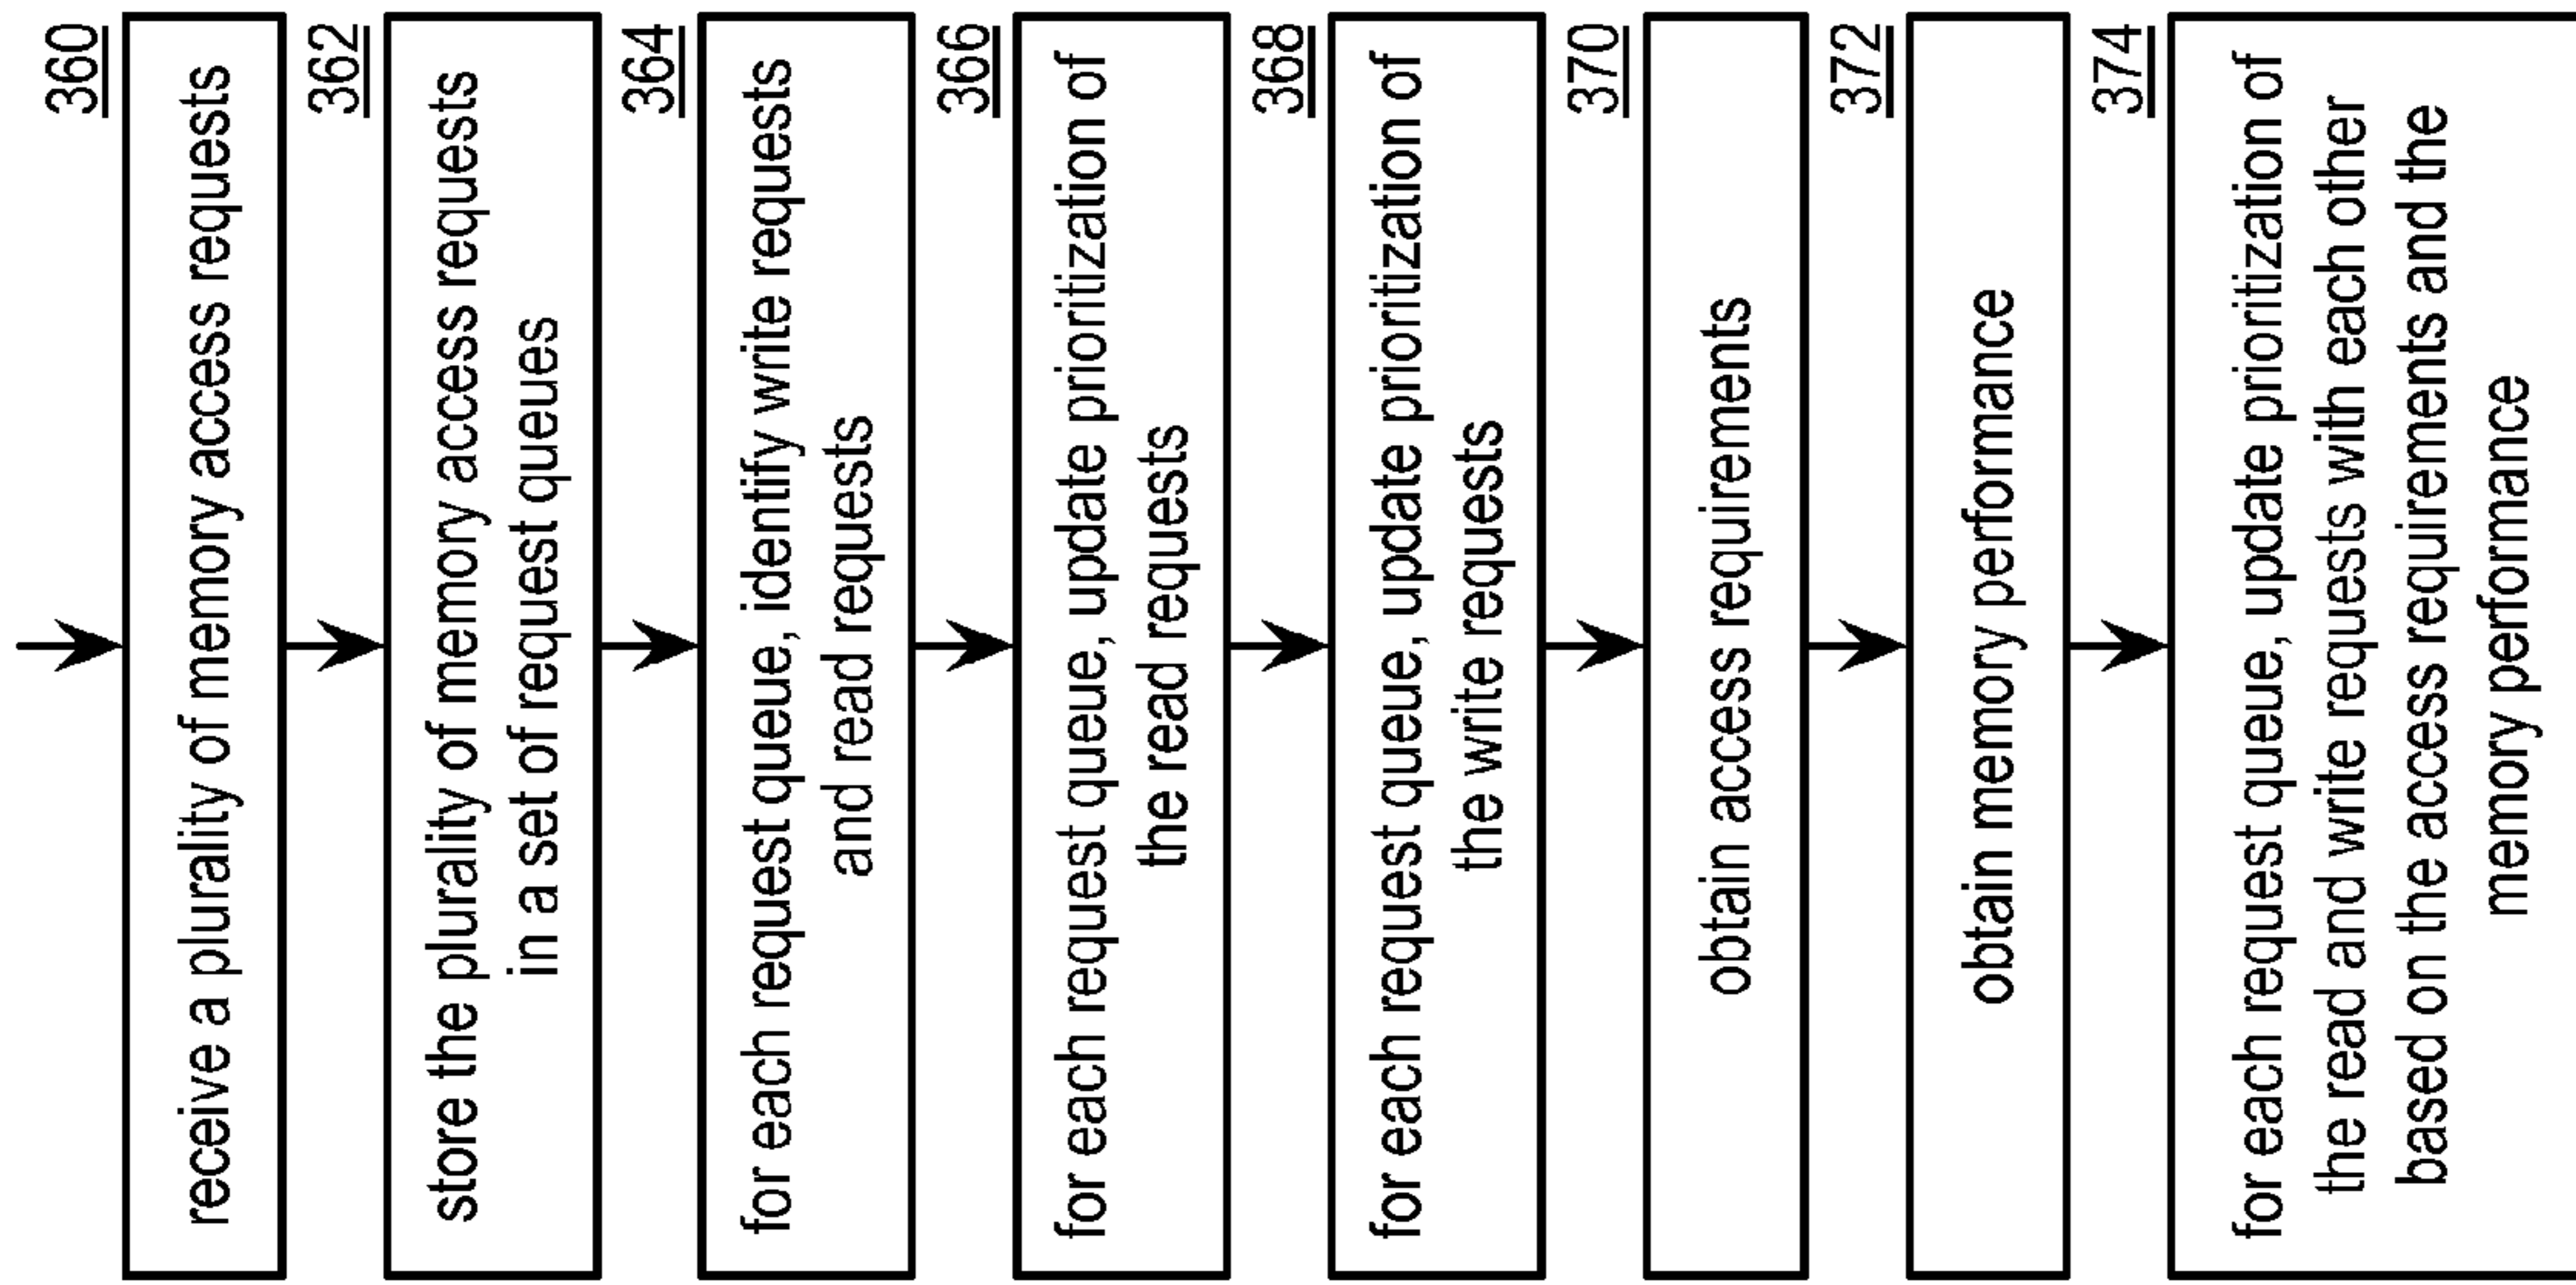 360
receive a plurality of memory access requests
362
store the plurality of memory access requests
in a set of request queues
364
for each request queue, identify write requests
and read requests
366
for each request queue, update prioritization of
the read requests
368
for each request queue, update prioritization of
the write requests
370
obtain access requirements
372
obtain memory performance
374
for each request queue, update prioritization of
the read and write requests with each other
based on the access requirements and the
memory performance